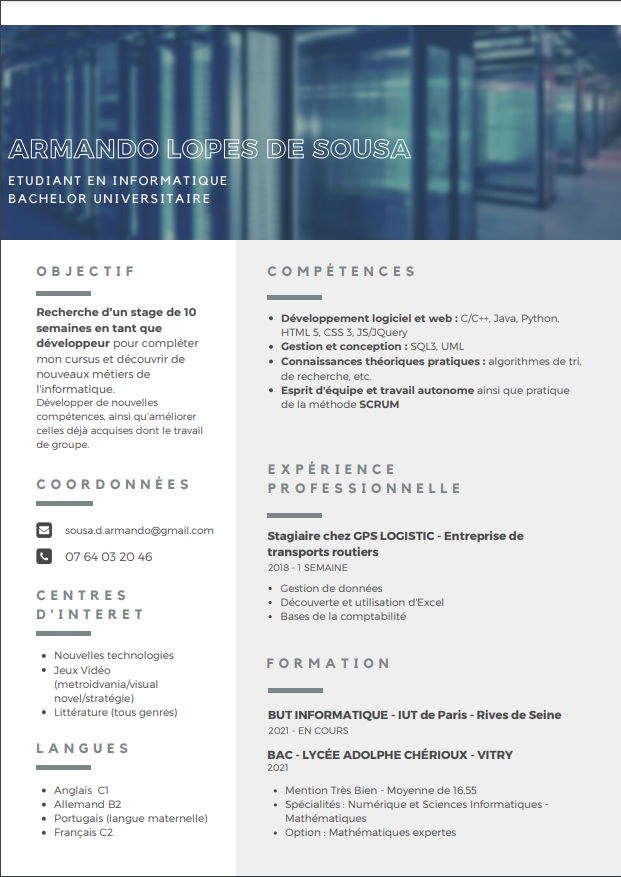 ARMANDO LOPES DE SOUSA
ETUDIANT EN INFORMATIQUE
BACHELOR UNIVERSITAIRE
OBJECTIF
Recherche d'un stage de 10
semaines en tant que
développeur pour compléter
mon cursus et découvrir de
nouveaux métiers de
l'informatique.
Développer de nouvelles
compétences, ainsi qu'améliorer
celles déjà acquises dont le travail
de groupe.
COORDONNÉES
sousa.d.armando@gmail.com
07 64 03 20 46
CENTRES
D'INTERET
• Nouvelles technologies
• Jeux Vidéo
(metroidvania/visual
novel/stratégie)
• Littérature (tous genres)
LANGUES
• Anglais C1
• Allemand B2
• Portugais (langue maternelle)
• Français C2
COMPÉTENCES
• Développement logiciel et web : C/C++, Java, Python,
HTML 5, CSS 3, JS/JQuery
• Gestion et conception : SQL3, UML
• Connaissances théoriques pratiques : algorithmes de tri,
de recherche, etc.
• Esprit d'équipe et travail autonome ainsi que pratique
de la méthode SCRUM
EXPÉRIENCE
PROFESSIONNELLE
Stagiaire chez GPS LOGISTIC - Entreprise de
transports routiers
2018 - 1 SEMAINE
• Gestion de données
• Découverte et utilisation d'Excel
• Bases de la comptabilité
FORMATION
BUT INFORMATIQUE - IUT de Paris - Rives de Seine
2021 - EN COURS
BAC - LYCÉE ADOLPHE CHÉRIOUX - VITRY
2021
• Mention Très Bien - Moyenne de 16,55
• Spécialités : Numérique et Sciences Informatiques -
Mathématiques
• Option : Mathématiques expertes